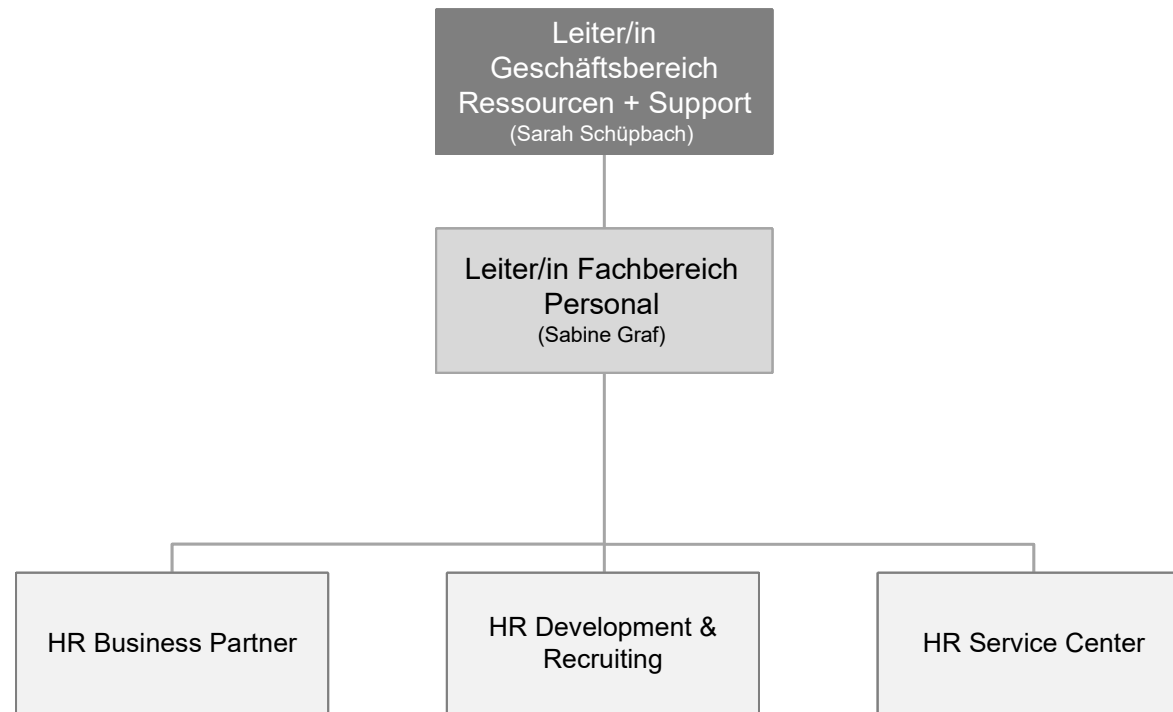 Leiter/in
Geschäftsbereich
Ressourcen + Support
(Sarah Schüpbach)
Leiter/in Fachbereich
Personal
(Sabine Graf)
HR Business Partner
HR Development &
Recruiting
HR Service Center